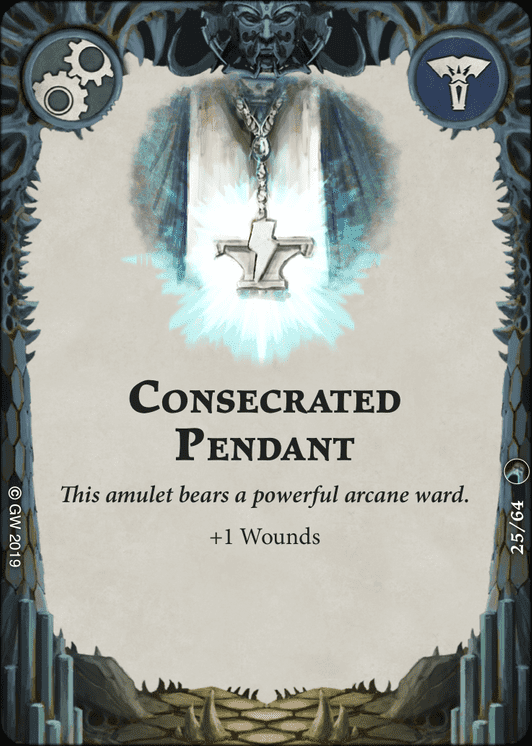 Consecrated
Pendant
This amulet bears a powerful arcane ward.
+1 Wounds
© GW 2019
25/64